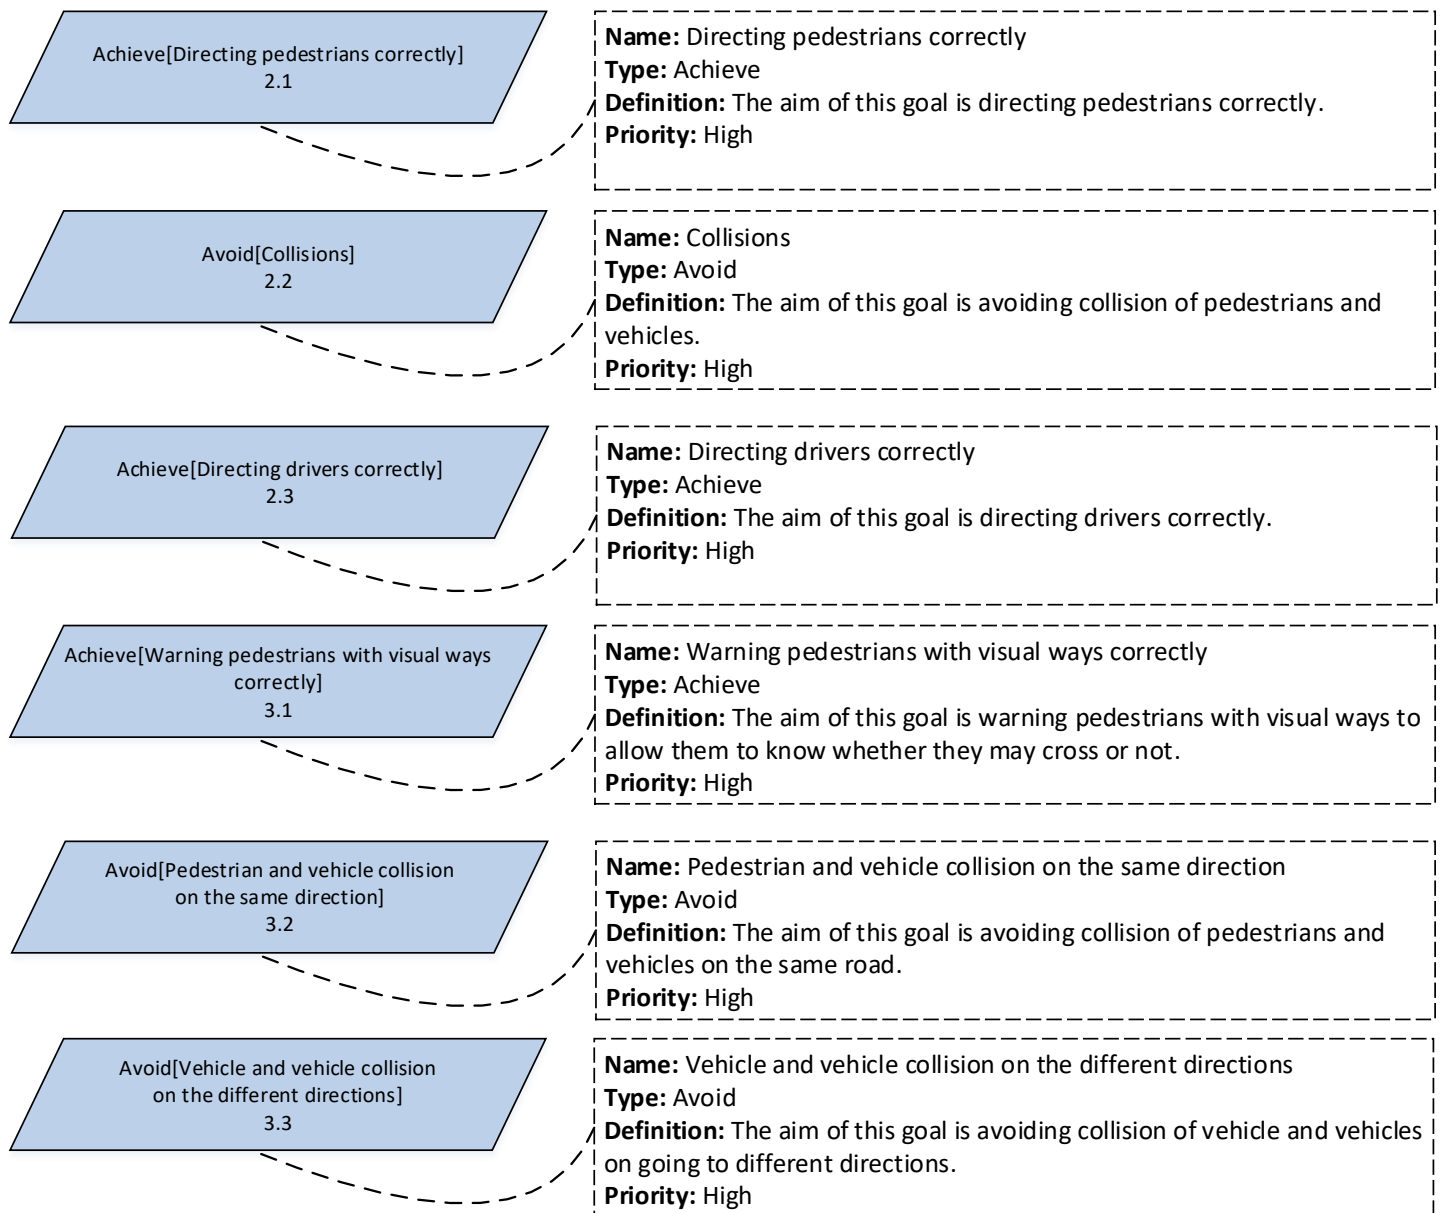 Achieve[Directing pedestrians correctly]
2.1
Name: Directing pedestrians correctly
Type: Achieve
Definition: The aim of this goal is directing pedestrians correctly.
Priority: High
Avoid[Collisions]
2.2
Name: Collisions
Type: Avoid
Definition: The aim of this goal is avoiding collision of pedestrians and
vehicles.
Priority: High
Achieve[Directing drivers correctly]
2.3
Name: Directing drivers correctly
Type: Achieve
Definition: The aim of this goal is directing drivers correctly.
Priority: High
Achieve[Warning pedestrians with visual ways
correctly]
3.1
Name: Warning pedestrians with visual ways correctly
Type: Achieve
Definition: The aim of this goal is warning pedestrians with visual ways to
allow them to know whether they may cross or not.
Priority: High
Avoid[Pedestrian and vehicle collision
on the same direction]
3.2
Name: Pedestrian and vehicle collision on the same direction
Type: Avoid
Definition: The aim of this goal is avoiding collision of pedestrians and
vehicles on the same road.
Priority: High
Avoid[Vehicle and vehicle collision
on the different directions]
3.3
Name: Vehicle and vehicle collision on the different directions
Type: Avoid
Definition: The aim of this goal is avoiding collision of vehicle and vehicles
on going to different directions.
Priority: High